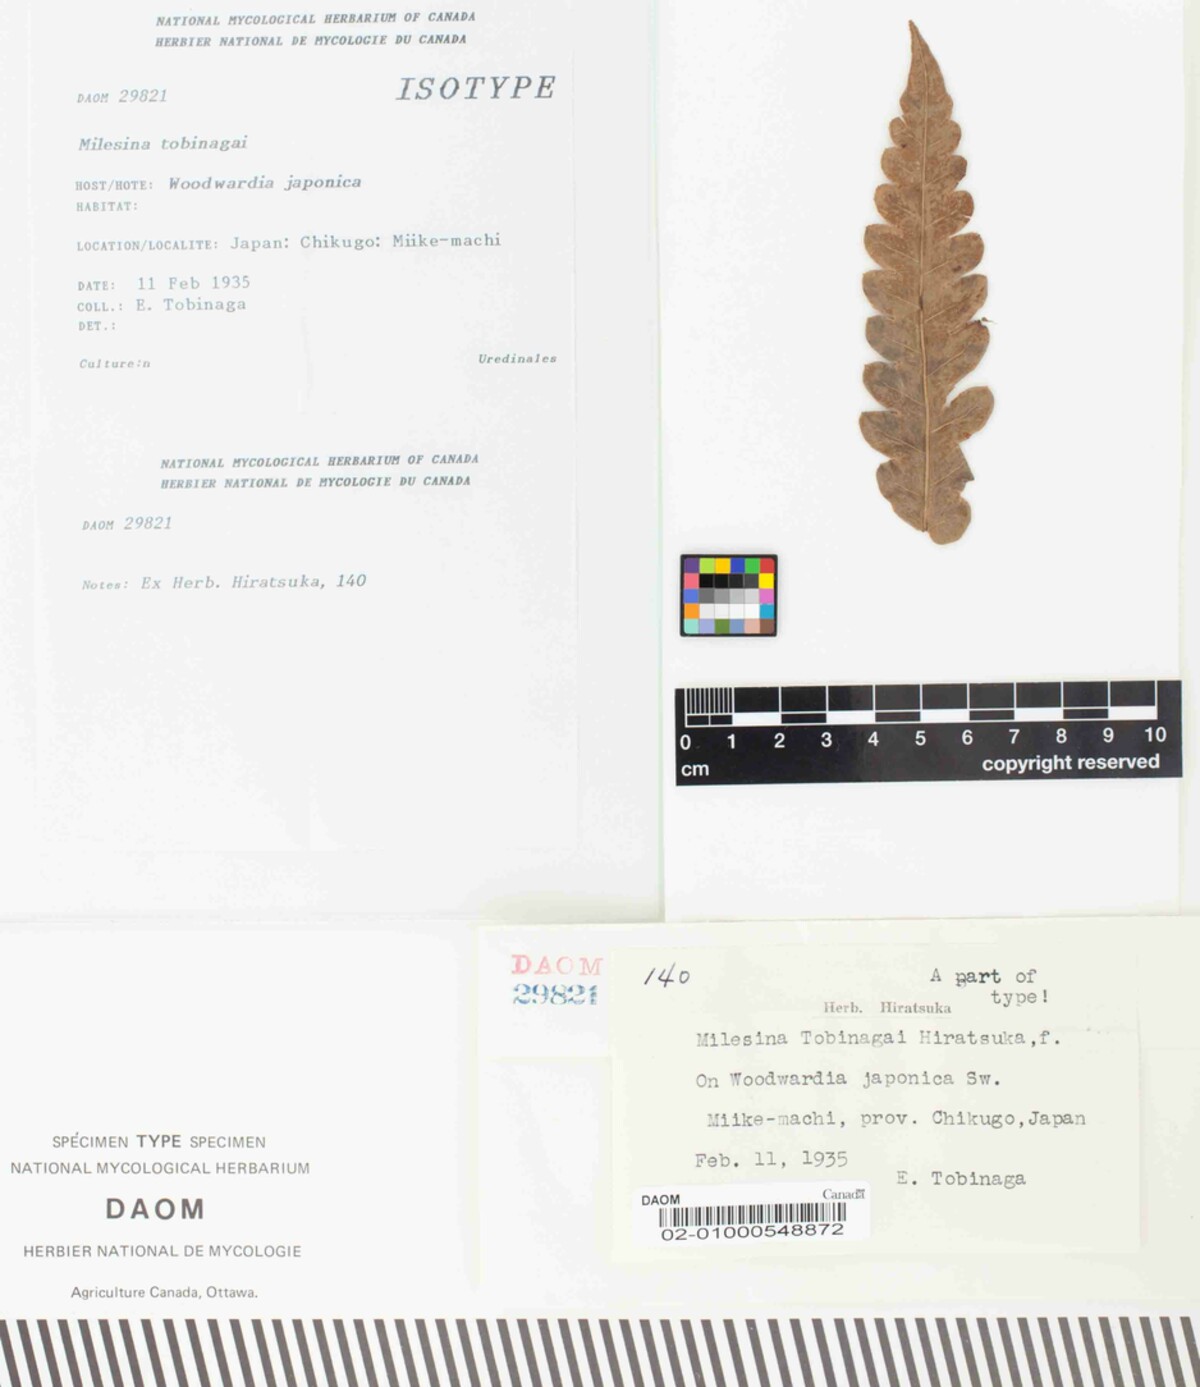 NATIONAL MYCOLOGICAL HERBARIUM OF CANADA
HERBIER NATIONAL DE MYCOLOGIE DU CANADA
DAOM 29821
ISOTYPE
Milesina tobinagai
HOST/HOTE: Woodwardia japonica
HABITAT:
LOCATION/LOCALITE: Japan: Chikugo: Miike-machi
DATE: 11 Feb 1935
COLL.: E. Tobinaga
DET.:
Culture:n
Uredinales
NATIONAL MYCOLOGICAL HERBARIUM OF CANADA
HERBIER NATIONAL DE MYCOLOGIE DU CANADA
DAOM 29821
Notes: Ex Herb. Hiratsuka, 140
0 1 2 3 4 5 6 7 8 9 10
cm
copyright reserved
DAOM
29821
140
A part of
type!
Herb. Hiratsuka
Milesina Tobinagai Hiratsuka,f.
On Woodwardia japonica Sw.
Miike-machi, prov. Chikugo,Japan
Feb. 11, 1935
E. Tobinaga
DAOM
Canada
02-01000548872
SPÉCIMEN TYPE SPECIMEN
NATIONAL MYCOLOGICAL HERBARIUM
DAOM
HERBIER NATIONAL DE MYCOLOGIE
Agriculture Canada, Ottawa.